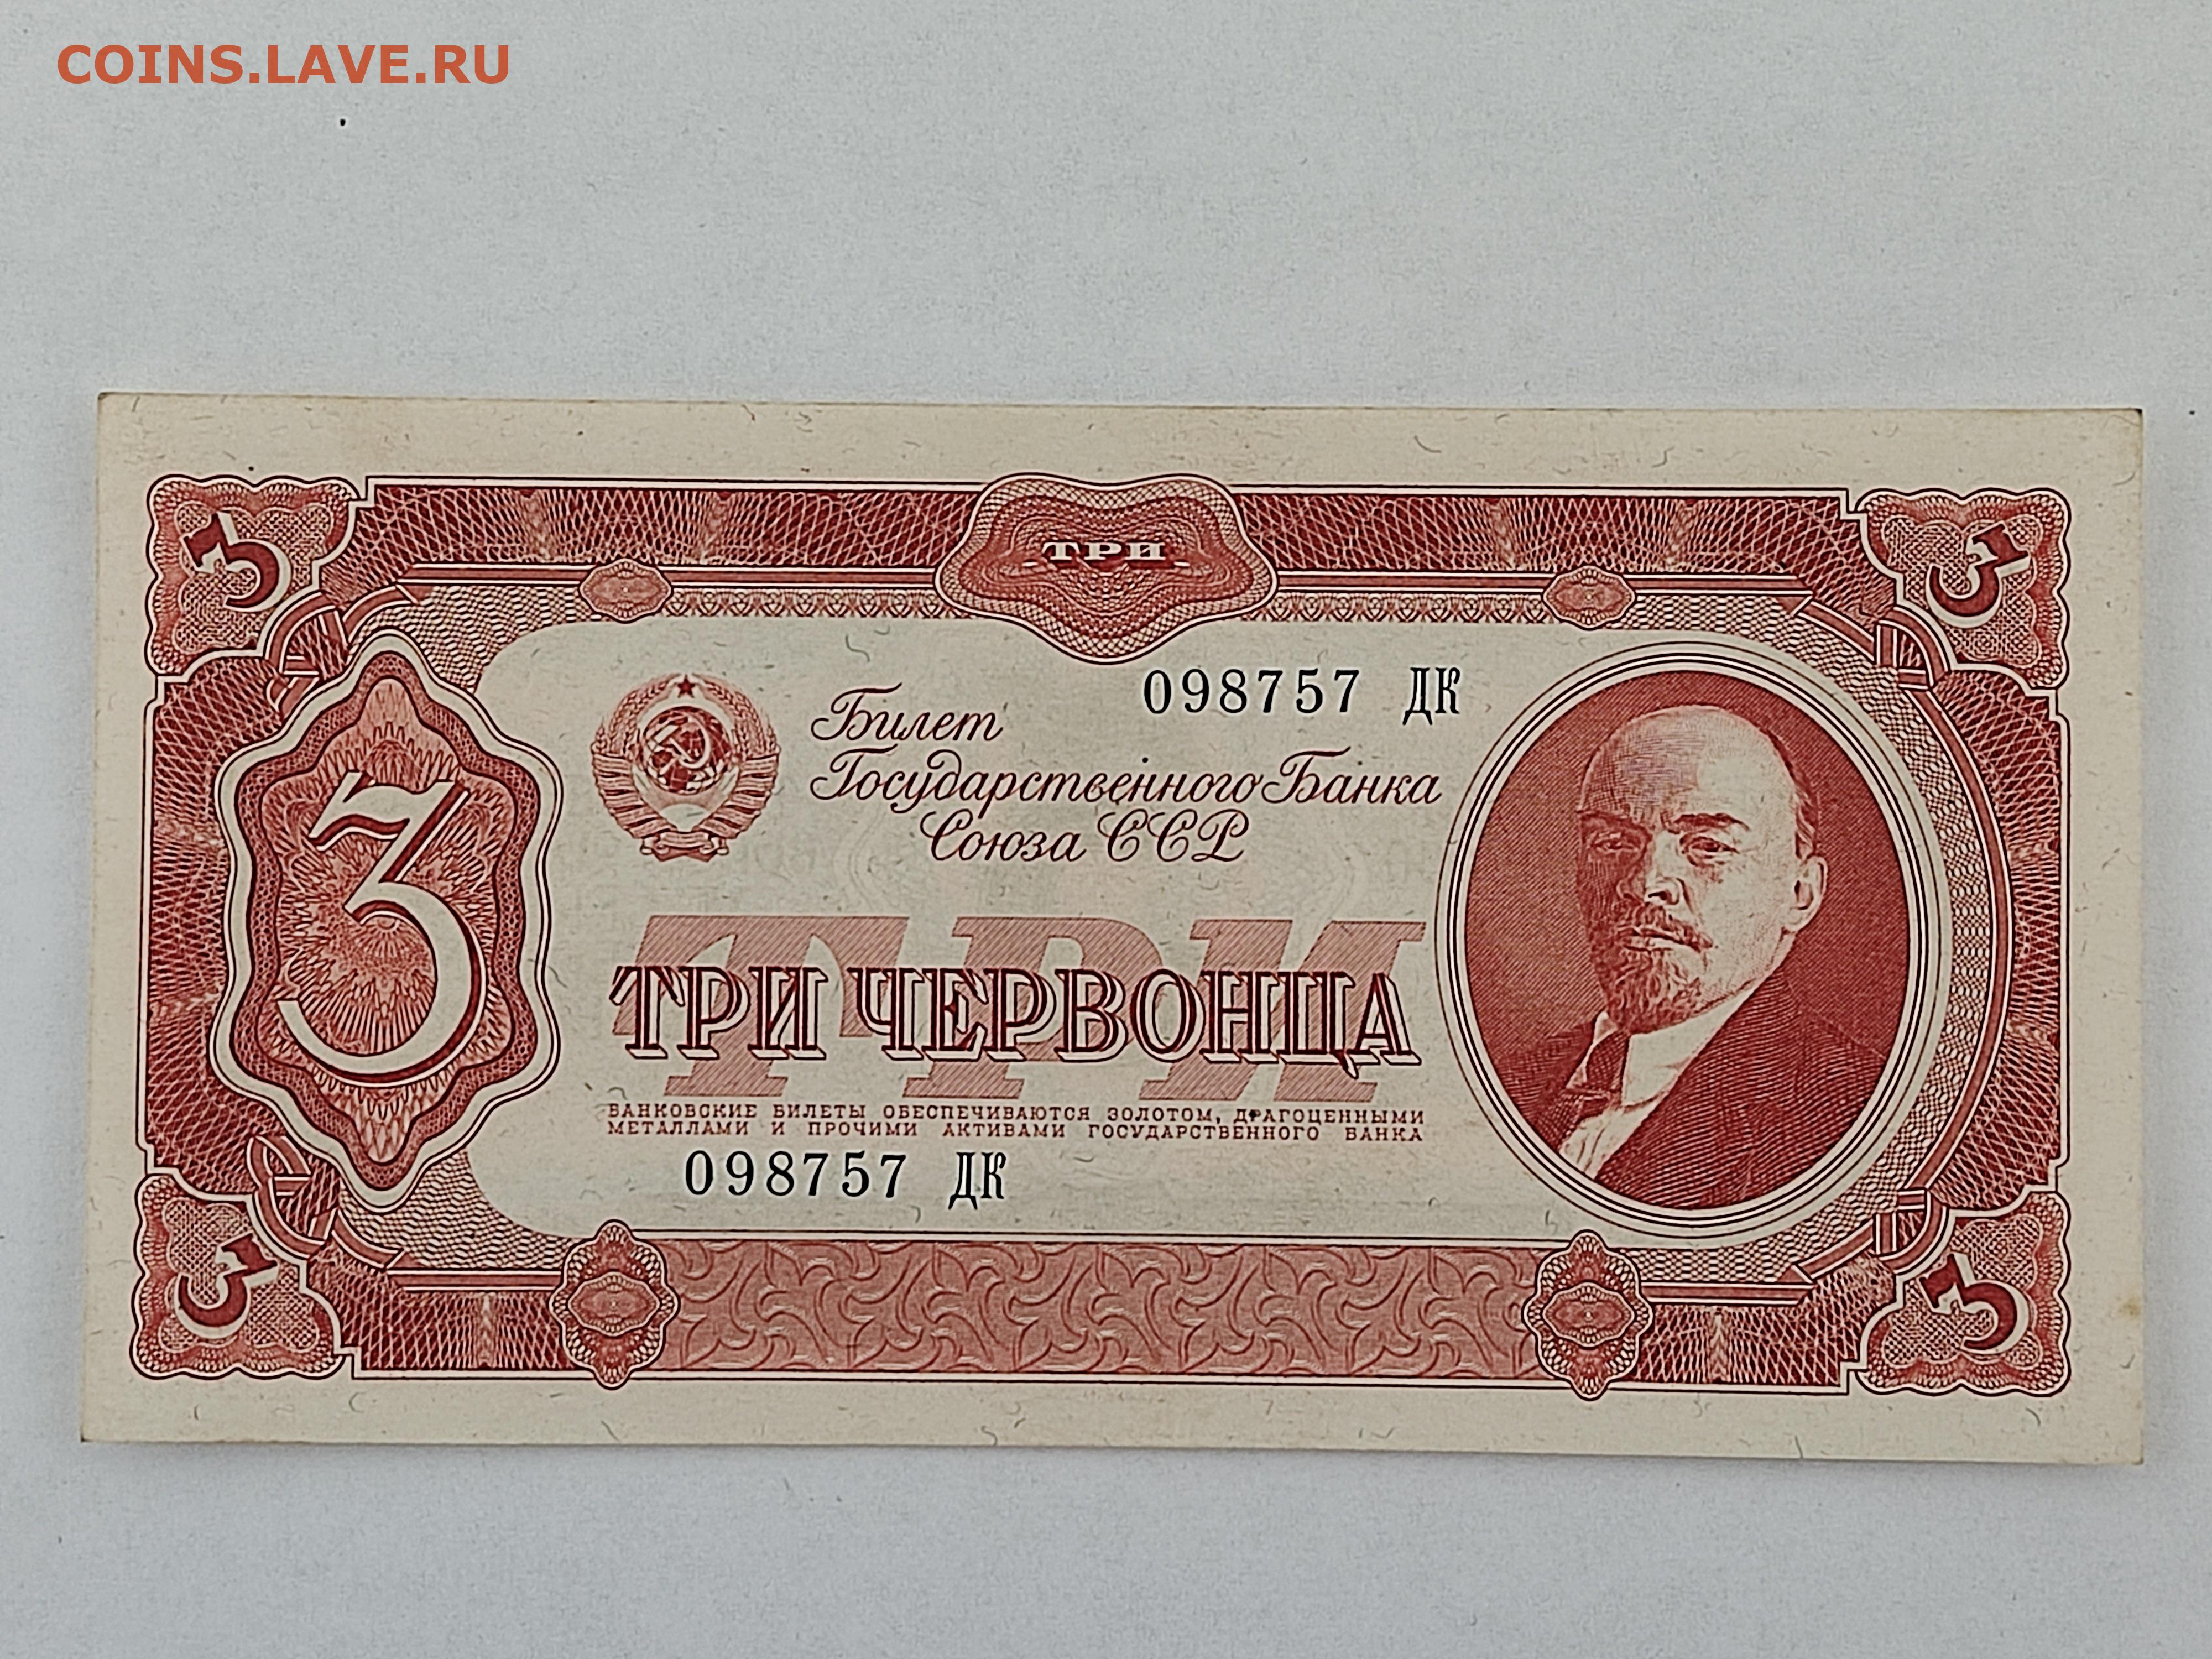 COINS.LAVE.RU
3
ТРИ
3
098757 ДК
Билет
Государственного Банка
Союза ССР
3
ТРИ
ТРИ ЧЕРВОНЦА
БАНКОВСКИЕ БИЛЕТЫ ОБЕСПЕЧИВАЮТСЯ ЗОЛОТОМ, ДРАГОЦЕННЫМИ
МЕТАЛЛАМИ И ПРОЧИМИ АКТИВАМИ ГОСУДАРСТВЕННОГО БАНКА
098757 ДК
3
3